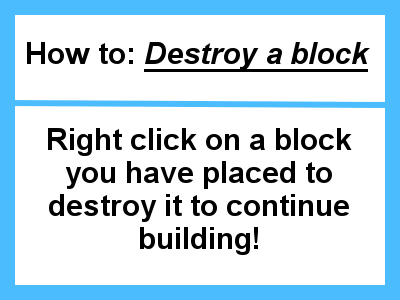 How to: Destroy a block
Right click on a block
you have placed to
destroy it to continue
building!